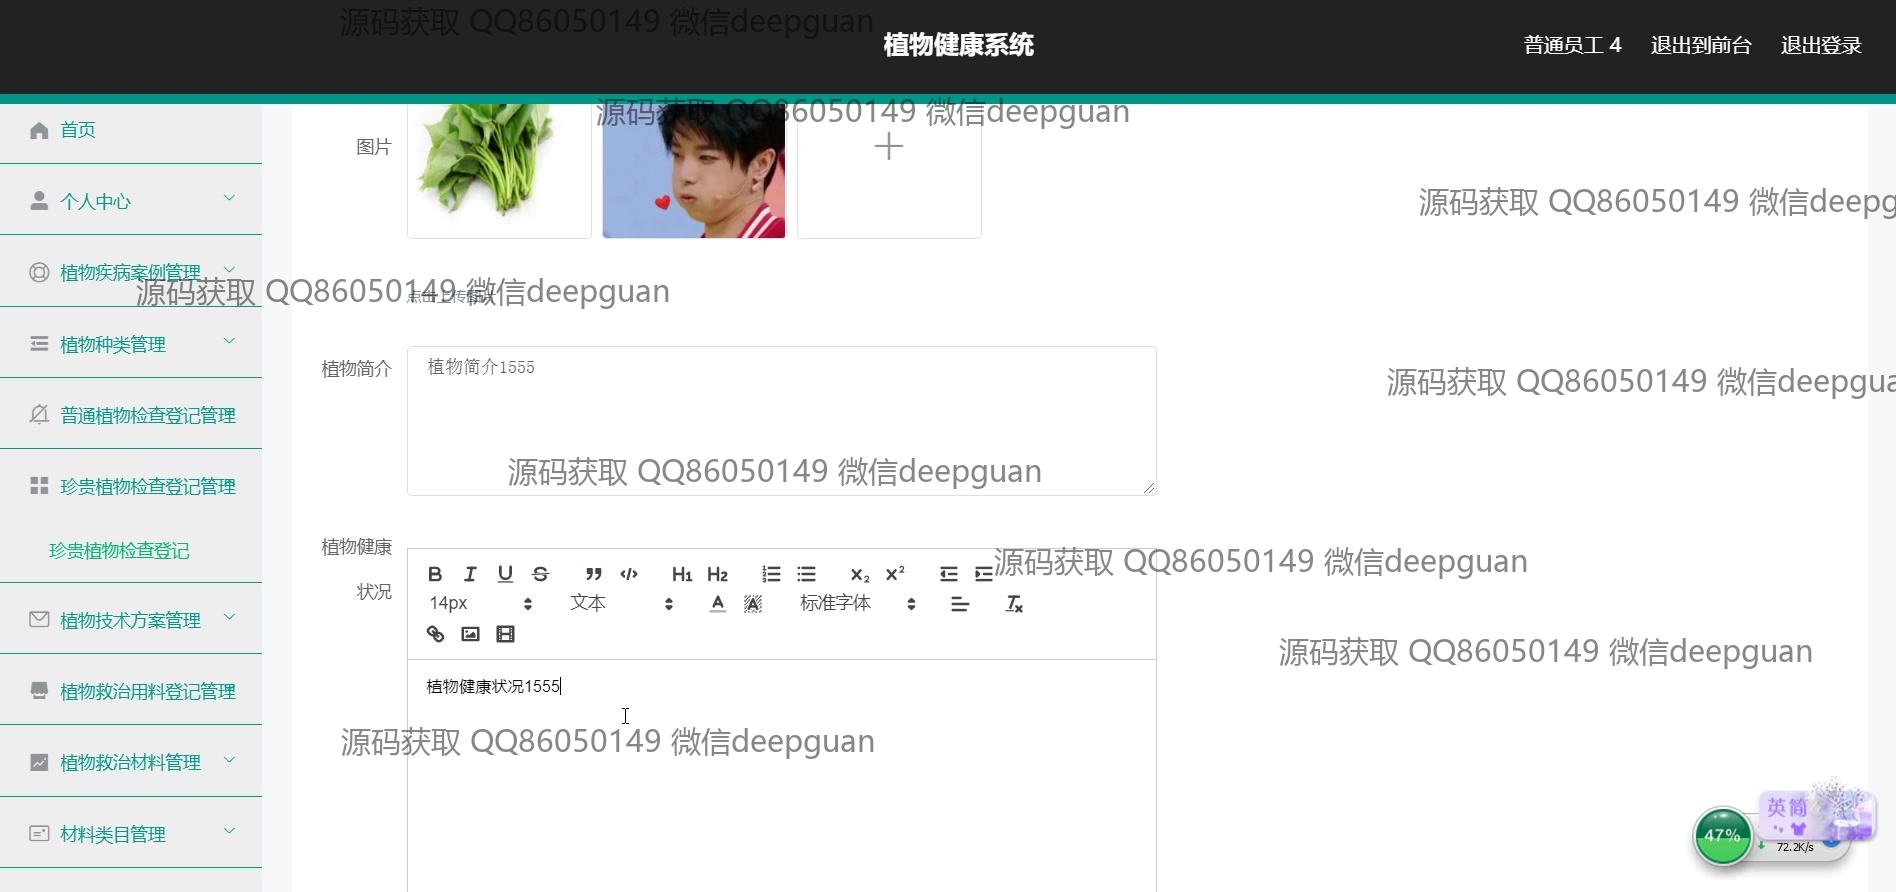 源码获取 QQ86050149 微信deepguan
植物健康系统
普通员工 4 退出到前台 退出登录
源码获取 QQ86050149 微信deepguan
首页
图片
个人中心
源码获取 QQ86050149 微信deepg
植物疾病案例管理
源码获取 QQ86050149 微信deepguan
点击上传图片
植物种类管理
植物简介
植物简介1555
源码获取 QQ86050149 微信deepgua
普通植物检查登记管理
源码获取 QQ86050149 微信deepguan
珍贵植物检查登记管理
珍贵植物检查登记
植物健康
状况
源码获取 QQ86050149 微信deepguan
B I U S H1 H2 x2 x2
14px 文本 A A 标准字体 Tx
植物技术方案管理
源码获取 QQ86050149 微信deepguan
植物救治用料登记管理
植物健康状况1555
源码获取 QQ86050149 微信deepguan
植物救治材料管理
材料类目管理
英 简
47%
72.2K/s